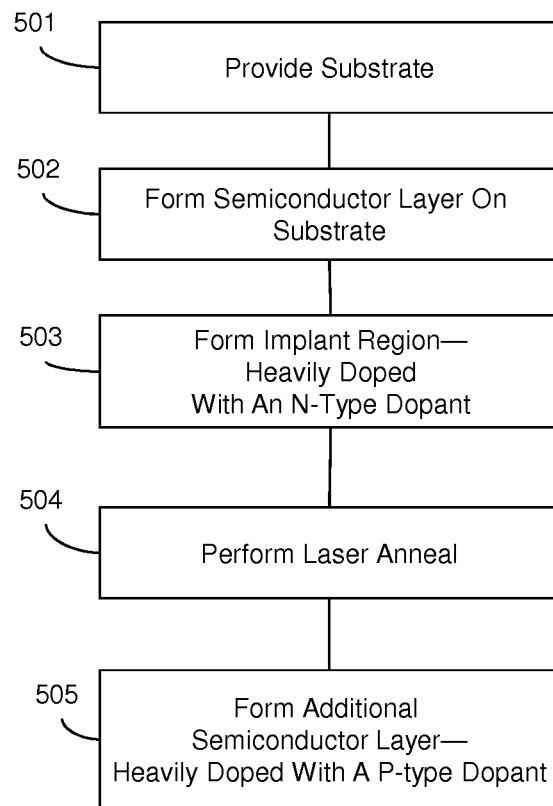 501
Provide Substrate
502
Form Semiconductor Layer On
Substrate
503
Form Implant Region—
Heavily Doped
With An N-Type Dopant
504
Perform Laser Anneal
505
Form Additional
Semiconductor Layer—
Heavily Doped With A P-type Dopant